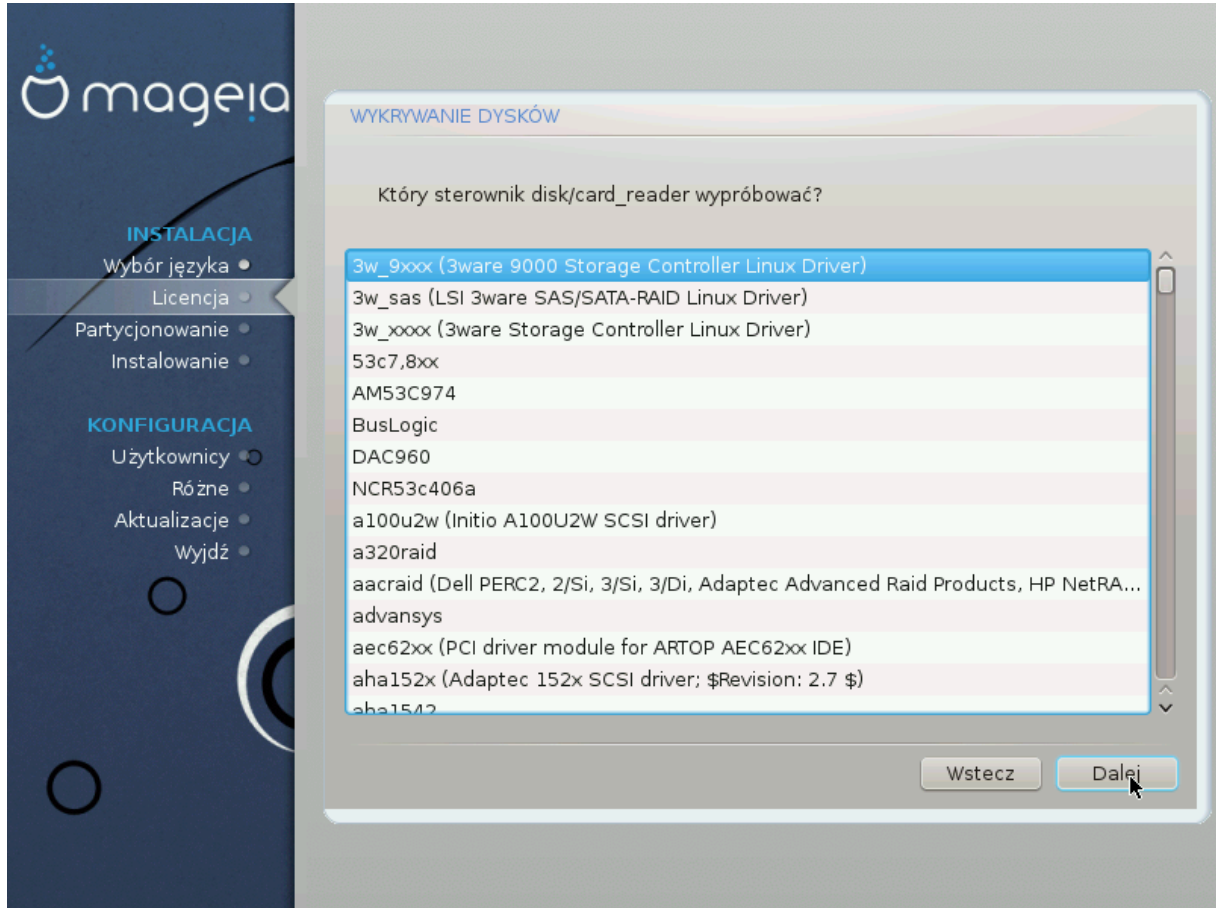 mageia
INSTALACJA
Wybór języka
Licencja
Partycjonowanie
Instalowanie
KONFIGURACJA
Użytkownicy
Różne
Aktualizacje
Wyjdź
WYKRYWANIE DYSKÓW
Który sterownik disk/card_reader wypróbować?
3w_9xxx (3ware 9000 Storage Controller Linux Driver)
3w_sas (LSI 3ware SAS/SATA-RAID Linux Driver)
3w_xxxx (3ware Storage Controller Linux Driver)
53c7,8xx
AM53C974
BusLogic
DAC960
NCR53c406a
a100u2w (Initio A100U2W SCSI driver)
a320raid
aacraid (Dell PERC2, 2/Si, 3/Si, 3/Di, Adaptec Advanced Raid Products, HP NetRA...
advansys
aec62xx (PCI driver module for ARTOP AEC62xx IDE)
aha152x (Adaptec 152x SCSI driver; $Revision: 2.7 $)
aha1542
Wstecz
Dalej